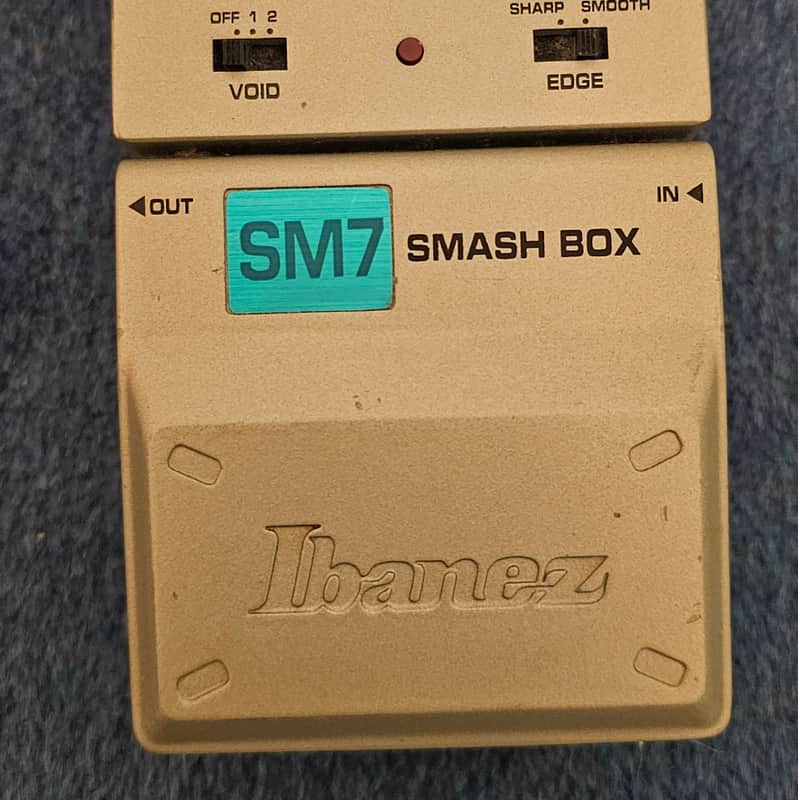 OFF 1 2
SHARP SMOOTH
VOID
EDGE
OUT
IN
SM7
SMASH BOX
Ibanez